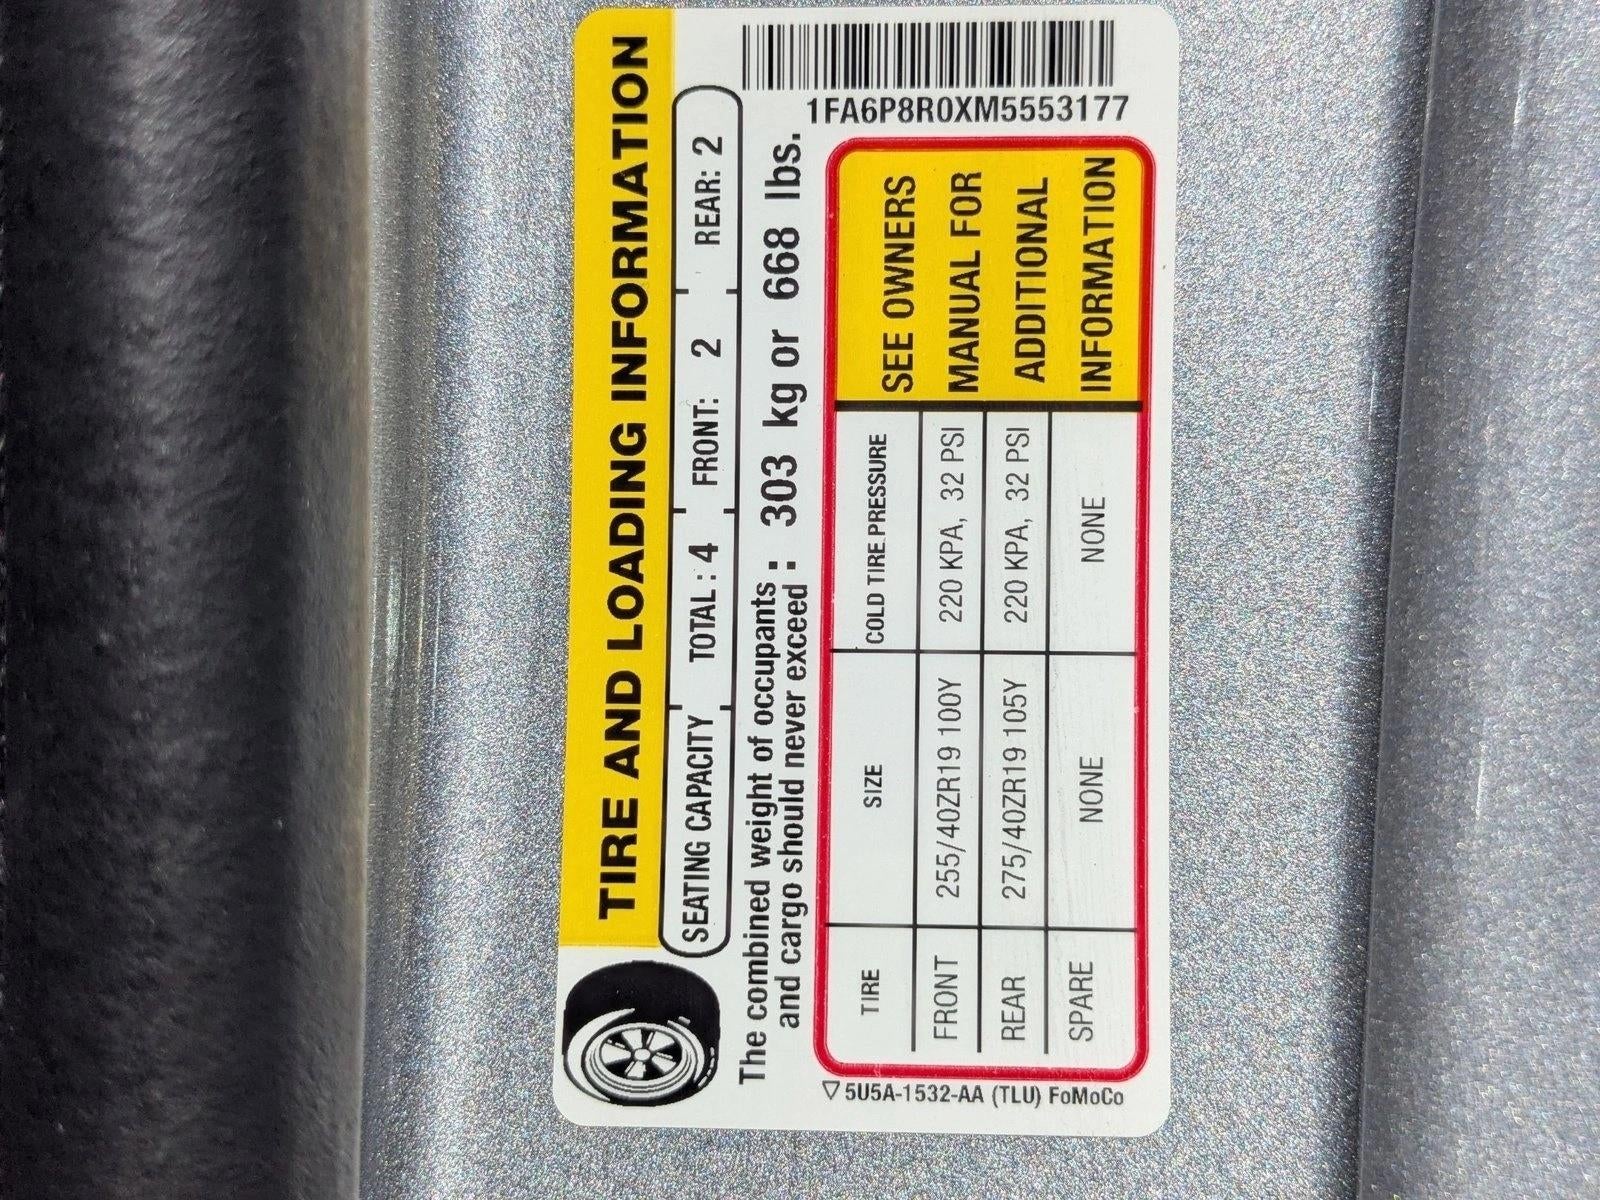 TIRE AND LOADING INFORMATION
SEATING CAPACITY TOTAL : 4 FRONT: 2 REAR: 2
The combined weight of occupants
and cargo should never exceed : 303 kg or 668 lbs.
1FA6P8R0XM5553177
TIRE SIZE COLD TIRE PRESSURE
FRONT 255/40ZR19 100Y 220 KPA, 32 PSI
REAR 275/40ZR19 105Y 220 KPA, 32 PSI
SPARE NONE NONE
SEE OWNERS
MANUAL FOR
ADDITIONAL
INFORMATION
5U5A-1532-AA (TLU) FoMoCo